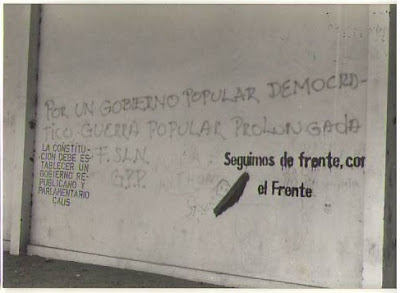 POR UN GOBIERNO POPULAR DEMOCRA-
TICO GUERRA POPULAR PROLONGADA
F.S.L.N.
G.P.P.
LA CONSTITU-
CIÓN DEBE ES-
TABLECER UN
GOBIERNO RE-
PUBLICANO Y
PARLAMENTARIO
CAUS
Seguimos de frente, con
el Frente